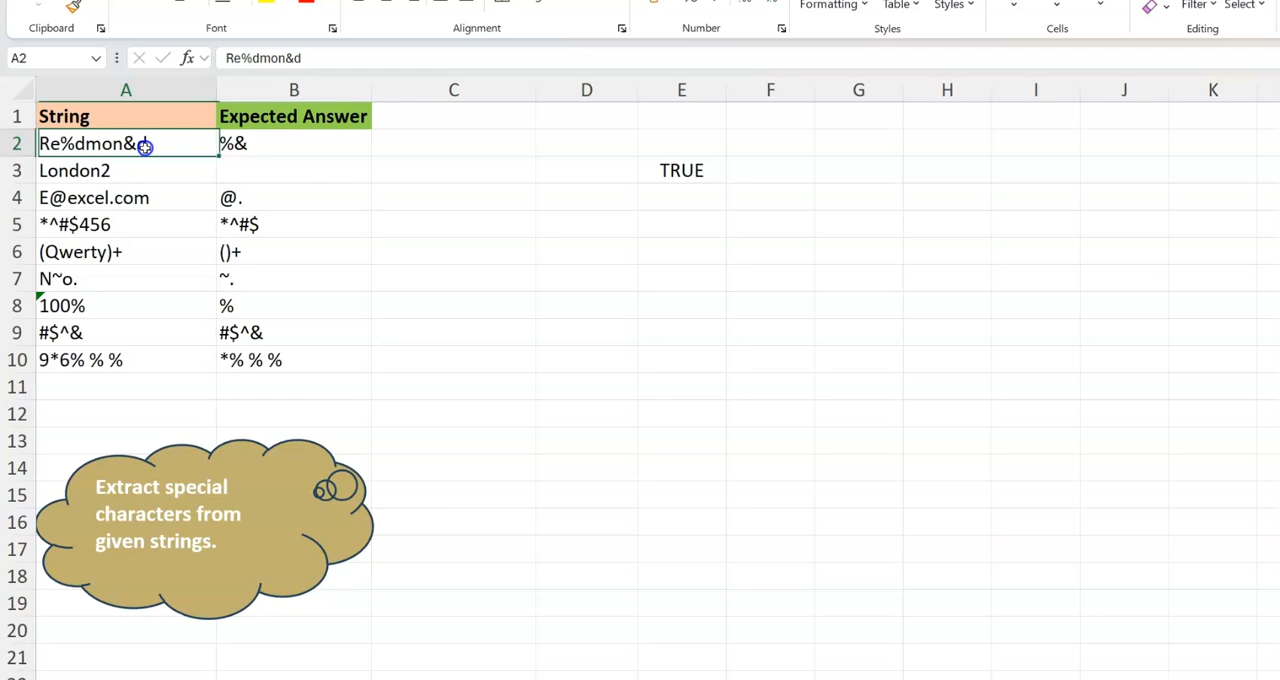 Formatting Table Styles Filter Select
Clipboard Font Alignment Number Styles Cells Editing
A2 fx Re%dmon&d
A B C D E F G H I J K
1 String Expected Answer
2 Re%dmon&d %&
3 London2 TRUE
4 E@excel.com @.
5 *^#$456 *^#$
6 (Qwerty)+ ()+
7 N~o. ~.
8 100% %
9 #$^& #$^&
10 9*6% % % *% % %
11
12
13
14
15
16
17
18
19
20
21
Extract special
characters from
given strings.